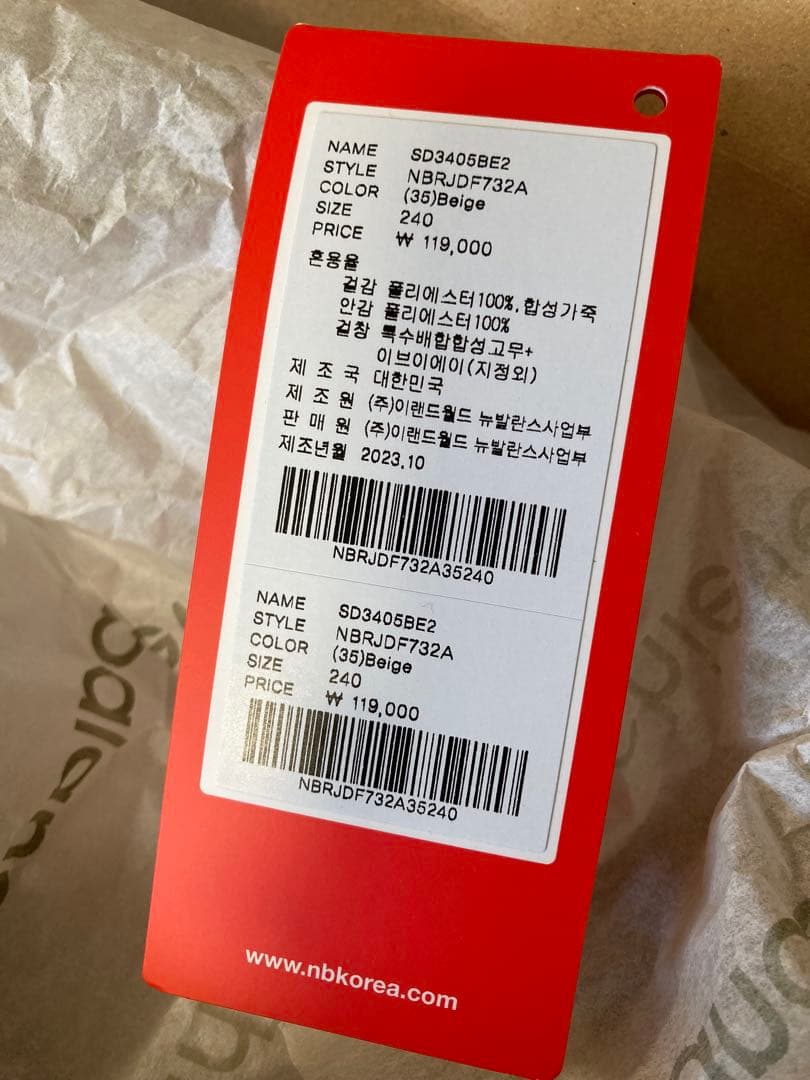 NAME SD3405BE2
STYLE NBRJDF732A
COLOR (35)Beige
SIZE 240
PRICE ₩ 119,000
혼용율
겉감 폴리에스터100%, 합성가죽
안감 폴리에스터100%
겉창 특수배합합성고무+
이브이에이(지정외)
제 조 국 대한민국
제 조 원 (주)이랜드월드 뉴발란스사업부
판 매 원 (주)이랜드월드 뉴발란스사업부
제조년월 2023.10
NBRJDF732A35240
NAME SD3405BE2
STYLE NBRJDF732A
COLOR (35)Beige
SIZE 240
PRICE ₩ 119,000
NBRJDF732A35240
www.nbkorea.com
balan